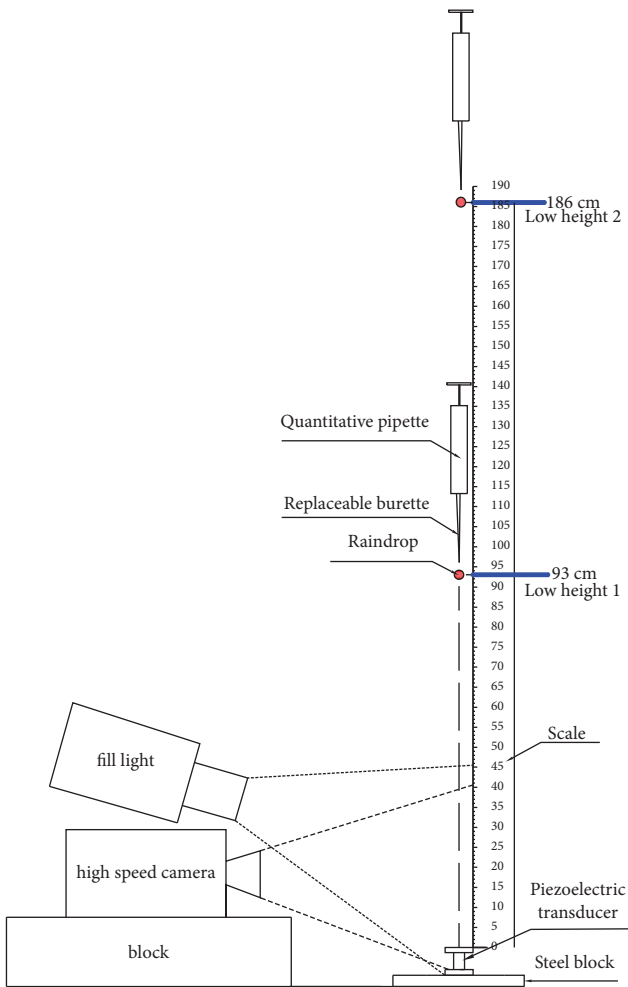 190
185
186 cm
Low height 2
180
175
170
165
160
155
150
145
140
135
130
Quantitative pipette
125
120
115
110
Replaceable burette
105
100
Raindrop
95
93 cm
90
Low height 1
85
80
75
70
65
60
55
50
Scale
fill light
45
40
35
30
25
20
high speed camera
15
10
5
0
Piezoelectric
transducer
block
Steel block